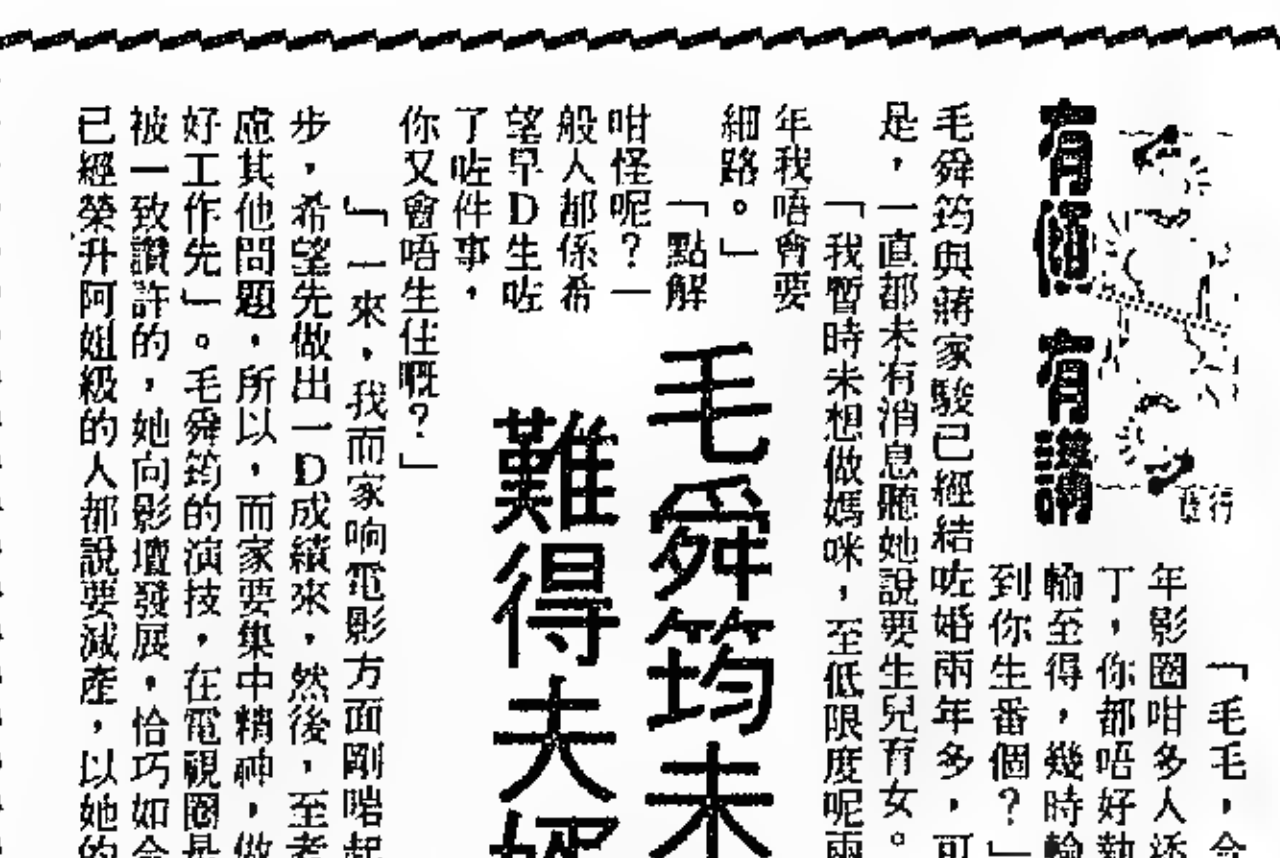 「毛毛，今
年影圈咁多人添
丁，你都唔好執
輸至得，幾時輪
到你生番個？」
毛舜筠與蔣家駿已經結咗婚兩年多，可
是，一直都未有消息聽她說要生兒育女。
「我暫時未想做媽咪，至低限度呢兩
年我唔會要
細路。」
「點解
咁怪呢？一
般人都係希
望早D生咗
了咗件事，
你又會唔生住嘅？」
「一來，我而家响電影方面剛啱起
步，希望先做出一D成績來，然後，至考
慮其他問題，所以，而家要集中精神，做
好工作先」。毛舜筠的演技，在電視圈是
被一致讚許的，她向影壇發展，恰巧如今
已經榮升阿姐級的人都說要減產，以她的
有 有講
行
毛舜筠未
難得夫